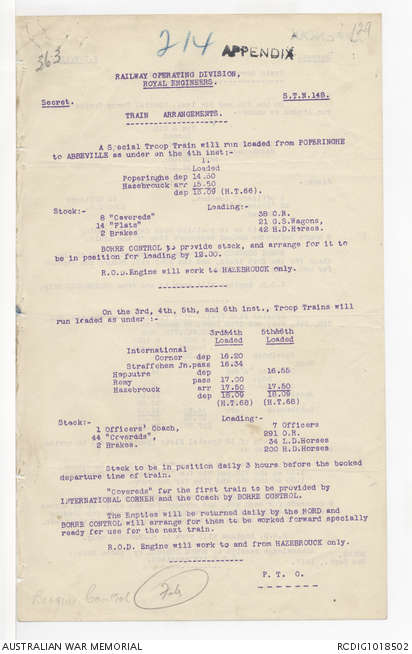 363
214
APPENDIX
129
RAILWAY OPERATING DIVISION,
ROYAL ENGINEERS.
Secret. S.T.N.148.
TRAIN ARRANGEMENTS.
A Special Troop Train will run loaded from POPERINGHE
to ABBEVILLE as under on the 4th inst:-
1.
Loaded
Poperinghe dep 14.50
Hazebrouck arr 15.50
dep 18.09 (H.T.66).
Stock:- Loading:-
8 "Covereds" 38 O.R.
14 "Flats" 21 G.S.Wagons,
2 Brakes 42 H.D.Horses.
BORRE CONTROL to provide stock, and arrange for it to
be in position for loading by 12.00.
R.O.D.Engine will work to HAZEBROUCK only.
---------------
On the 3rd, 4th, 5th, and 6th inst., Troop Trains will
run loaded as under :-
3rd&4th 5th&6th
Loaded Loaded
International
Corner dep 16.20
Straffchem Jn.pass 16.34
Hopoutre dep 16.55
Remy pass 17.00
Hazebrouck arr 17.50 17.50
dep 18.09 18.09
(H.T.68) (H.T.68)
Stock:- Loading:-
1 Officers' Coach, 7 Officers
44 "Covereds", 291 O.R.
2 Brakes. 34 L.D.Horses
200 H.D.Horses
Stock to be in position daily 3 hours before the booked
departure time of train.
"Covereds" for the first train to be provided by
INTERNATIONAL CORNER and the Coach by BORRE CONTROL.
The Empties will be returned daily by the NORD and
BORRE CONTROL will arrange for them to be worked forward specially
ready for use for the next train.
R.O.D. Engine will work to and from HAZEBROUCK only.
---------------
P. T. O.
-------
Control
AUSTRALIAN WAR MEMORIAL RCDIG1018502